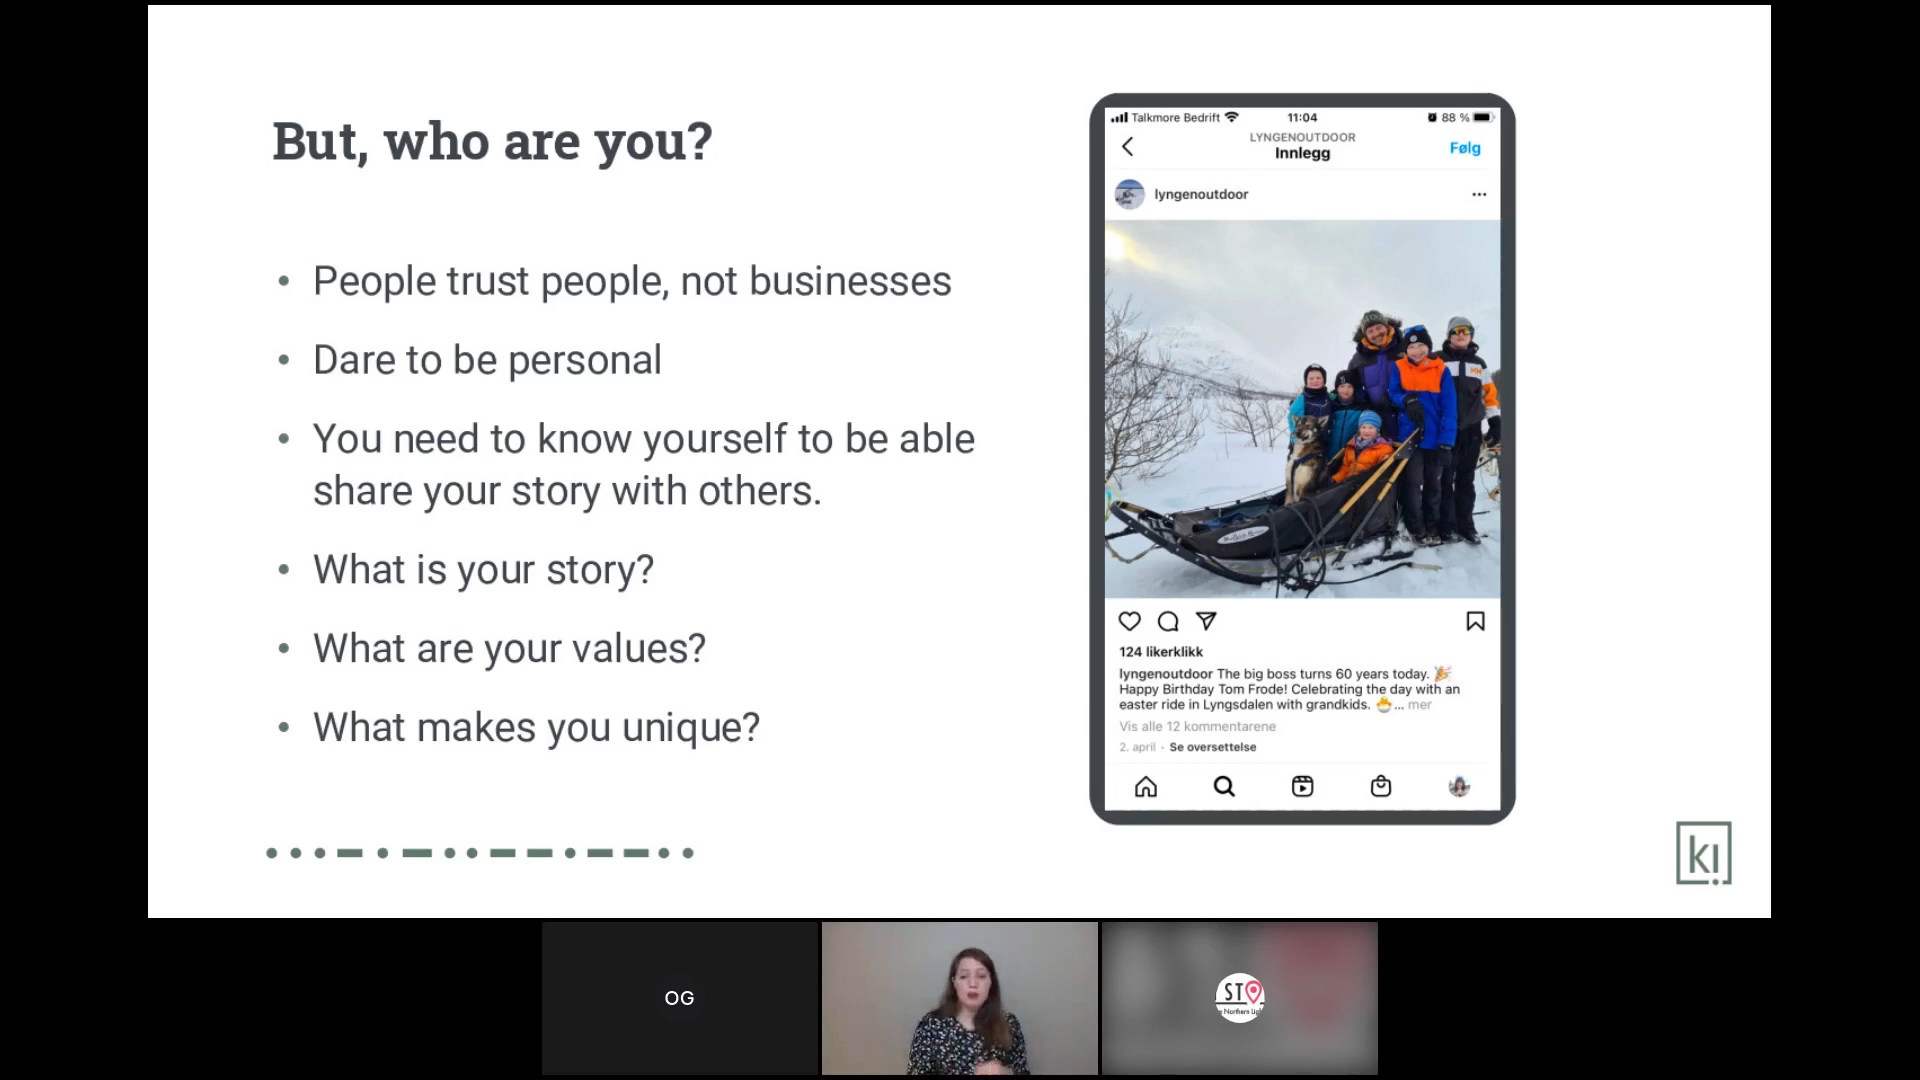 But, who are you?
People trust people, not businesses
Dare to be personal
You need to know yourself to be able
share your story with others.
What is your story?
What are your values?
What makes you unique?
Talkmore Bedrift
11:04
88 %
LYNGENOUTDOOR
Innlegg
Følg
lyngenoutdoor
HH
124 likerklikk
lyngenoutdoor The big boss turns 60 years today. 🎉
Happy Birthday Tom Frode! Celebrating the day with an
easter ride in Lyngsdalen with grandkids. 🐣... mer
Vis alle 12 kommentarene
2. april · Se oversettelse
ki
OG
ST
Northern